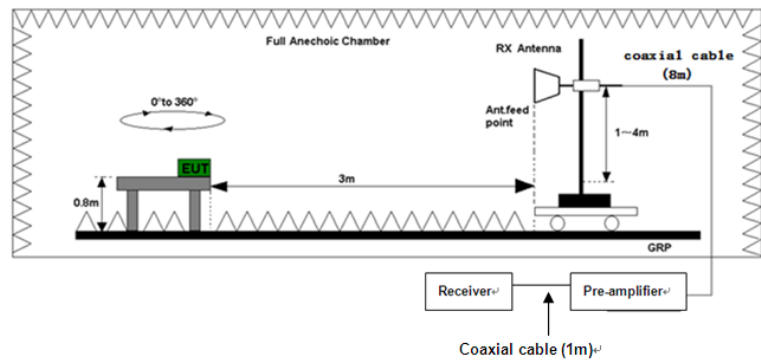 Full Anechoic Chamber
RX Antenna
coaxial cable
(8m)
0°to 360°
Ant.feed
point
1～4m
EUT
3m
0.8m
GRP
Receiver↵
Pre-amplifier↵
Coaxial cable (1m)↵